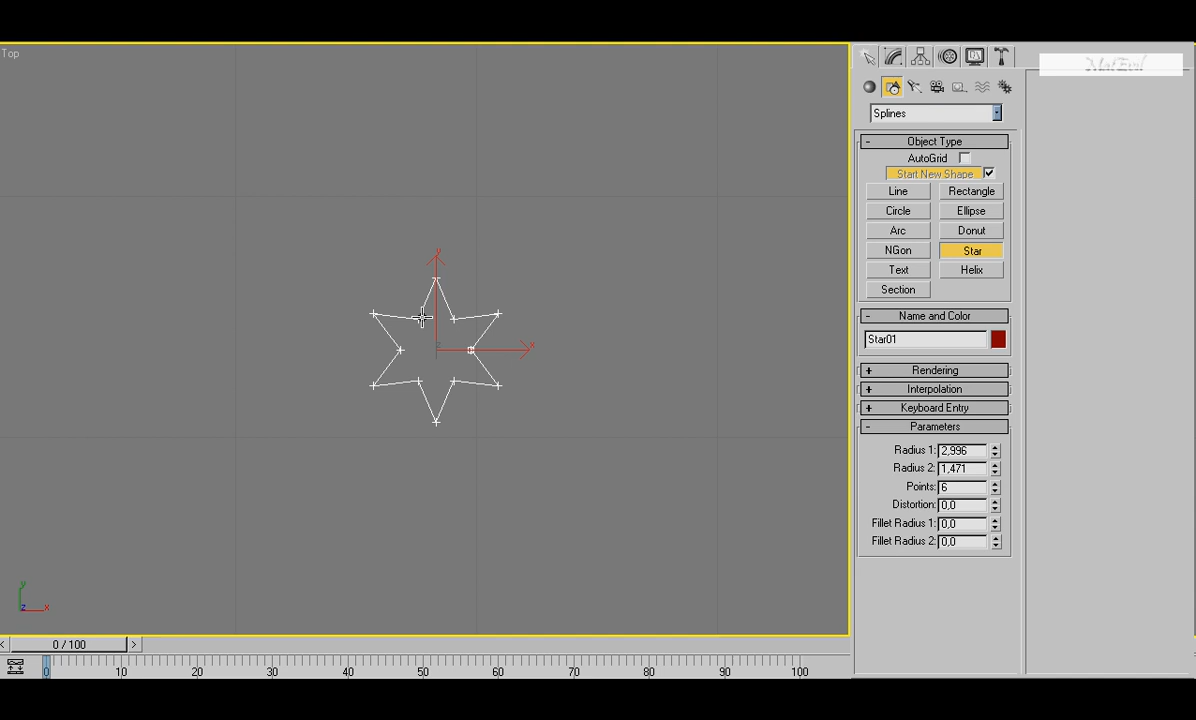 Top
Splines
- Object Type
AutoGrid
Start New Shape
Line Rectangle
Circle Ellipse
Arc Donut
NGon Star
Text Helix
Section
- Name and Color
Star01
+ Rendering
+ Interpolation
+ Keyboard Entry
- Parameters
Radius 1: 2,996
Radius 2: 1,471
Points: 6
Distortion: 0,0
Fillet Radius 1: 0,0
Fillet Radius 2: 0,0
y
z x
y
z x
< 0 / 100 >
0 10 20 30 40 50 60 70 80 90 100